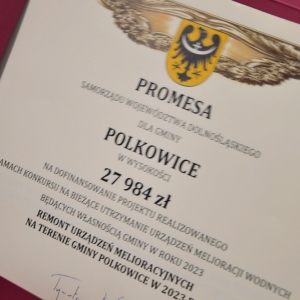 PROMESA
SAMORZĄDU WOJEWÓDZTWA DOLNOŚLĄSKIEGO
DLA GMINY
POLKOWICE
W WYSOKOŚCI
27 984 zł
NA DOFINANSOWANIE PROJEKTU REALIZOWANEGO
RAMACH KONKURSU NA BIEŻĄCE UTRZYMANIE URZĄDZEŃ MELIORACJI WODNYCH
BĘDĄCYCH WŁASNOŚCIĄ GMINY W ROKU 2023
REMONT URZĄDZEŃ MELIORACYJNYCH
NA TERENIE GMINY POLKOWICE W 2023